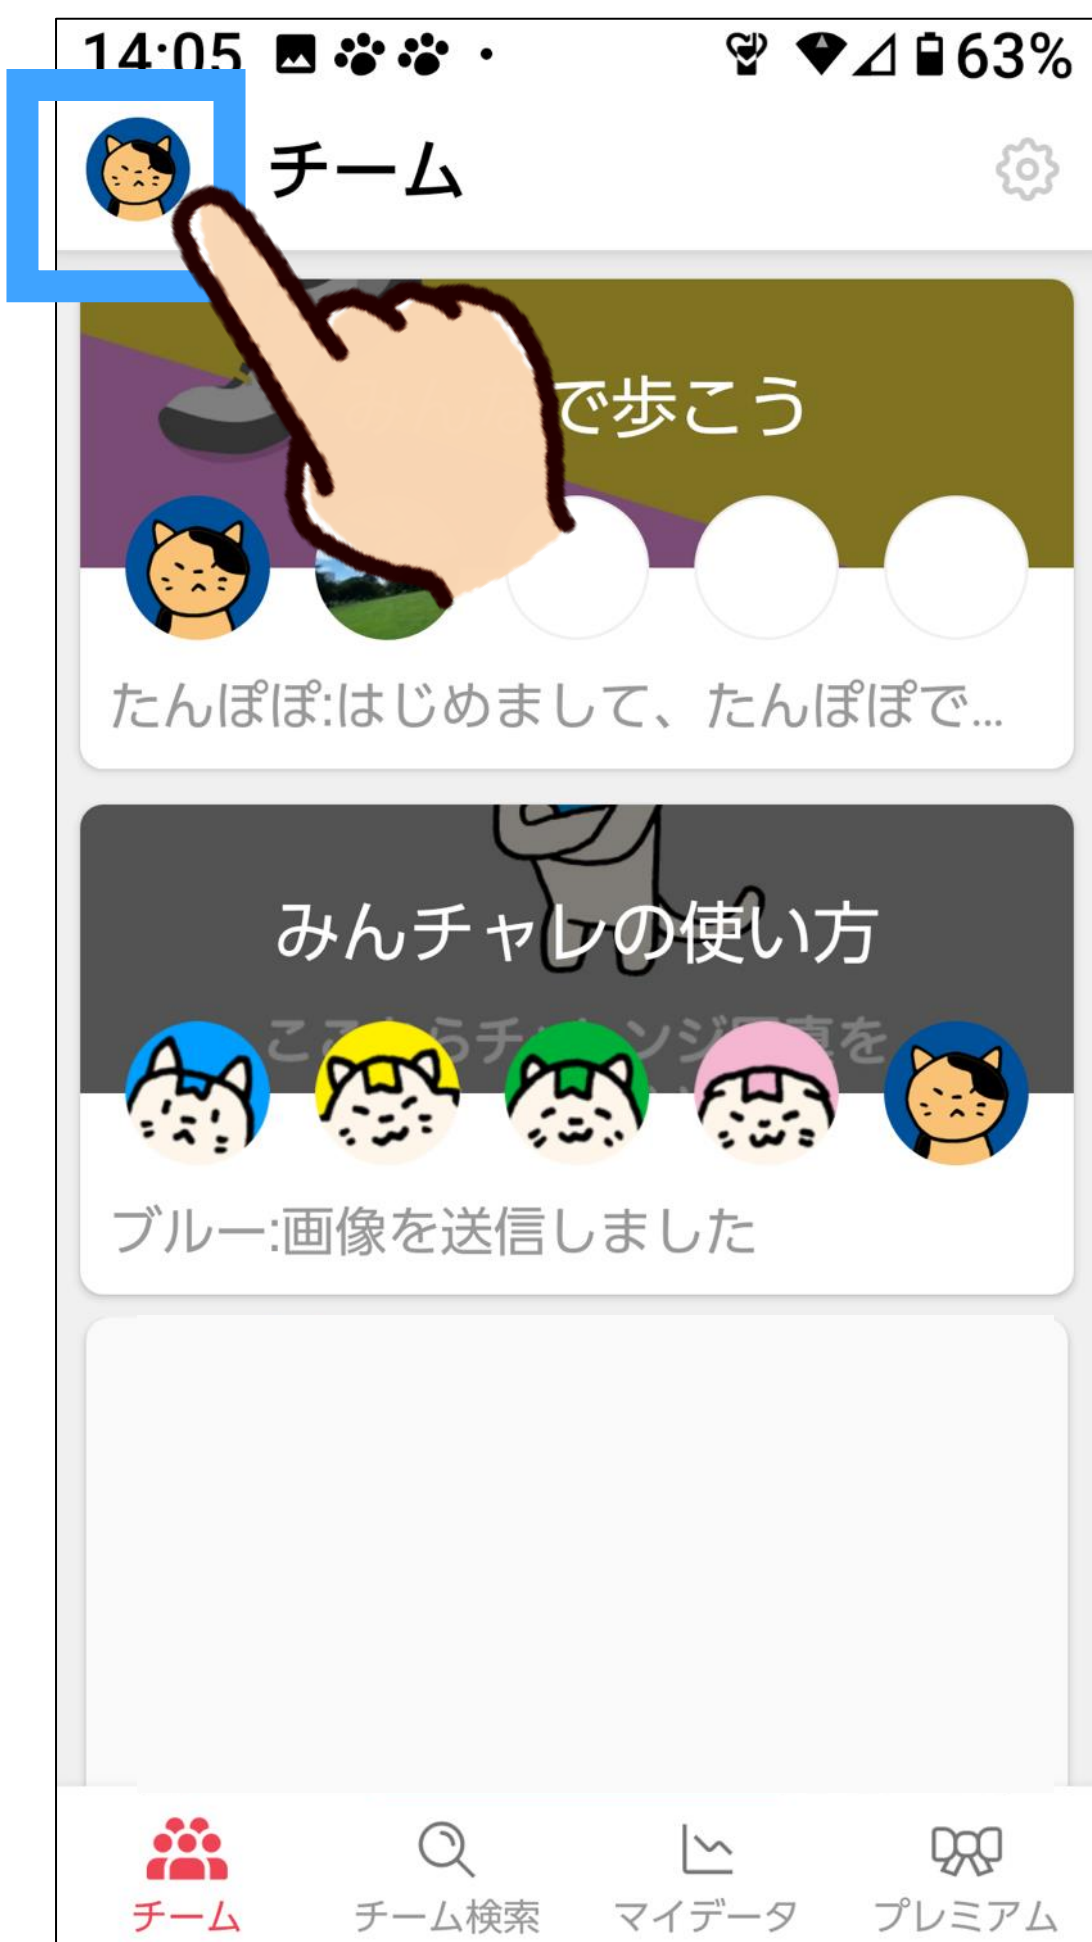 14:05 63%
チーム
で歩こう
たんぽぽ:はじめまして、たんぽぽで...
みんチャレの使い方
ブルー:画像を送信しました
チーム
チーム検索
マイデータ
プレミアム